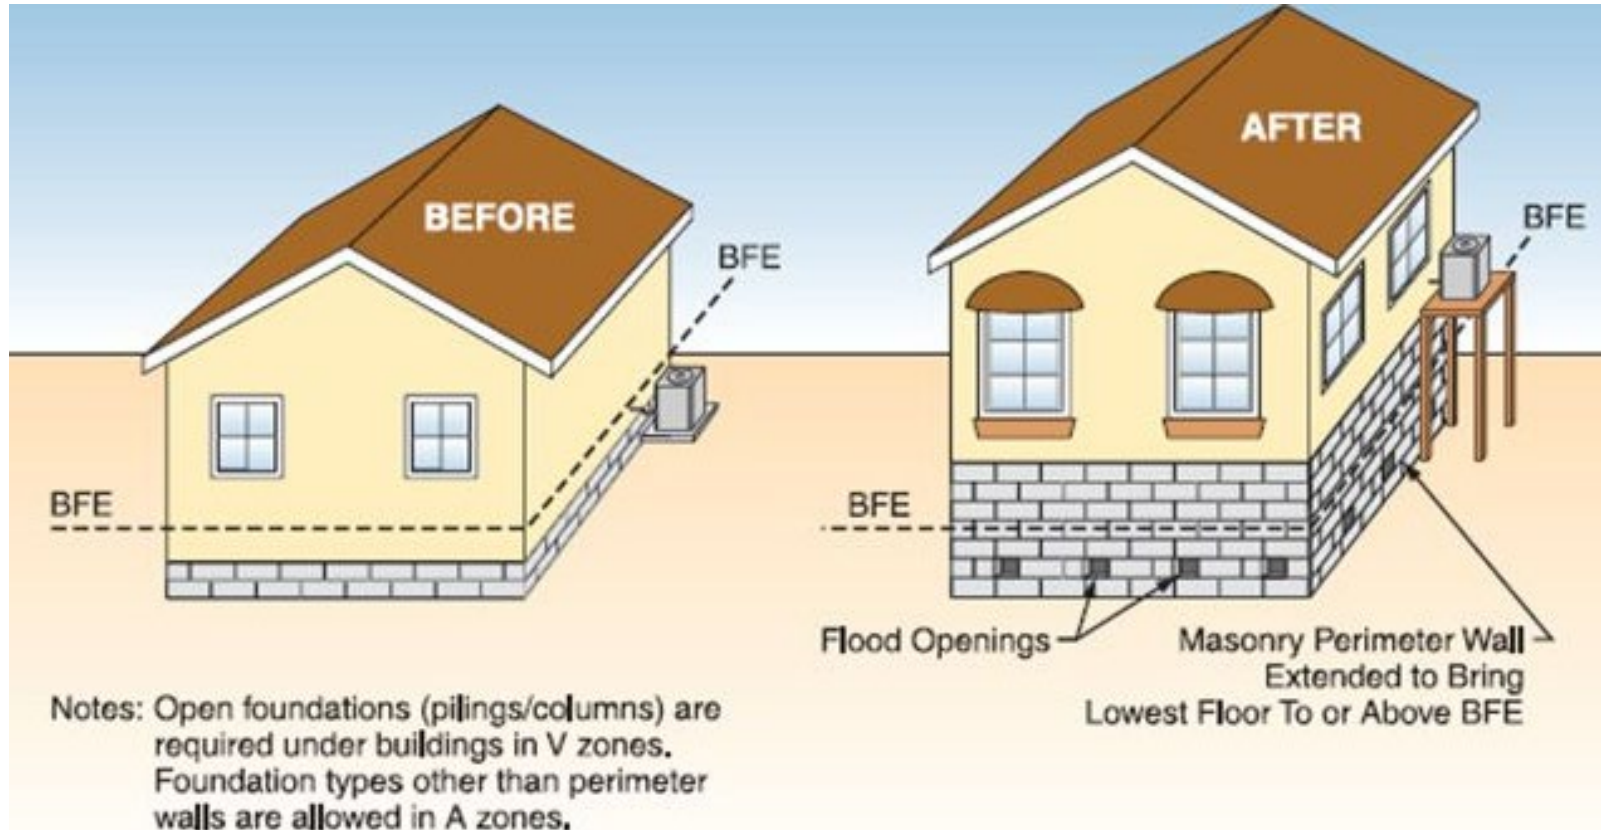 BEFORE
BFE
BFE
AFTER
BFE
BFE
Flood Openings
Masonry Perimeter Wall
Extended to Bring
Lowest Floor To or Above BFE
Notes: Open foundations (pilings/columns) are
required under buildings in V zones.
Foundation types other than perimeter
walls are allowed in A zones.